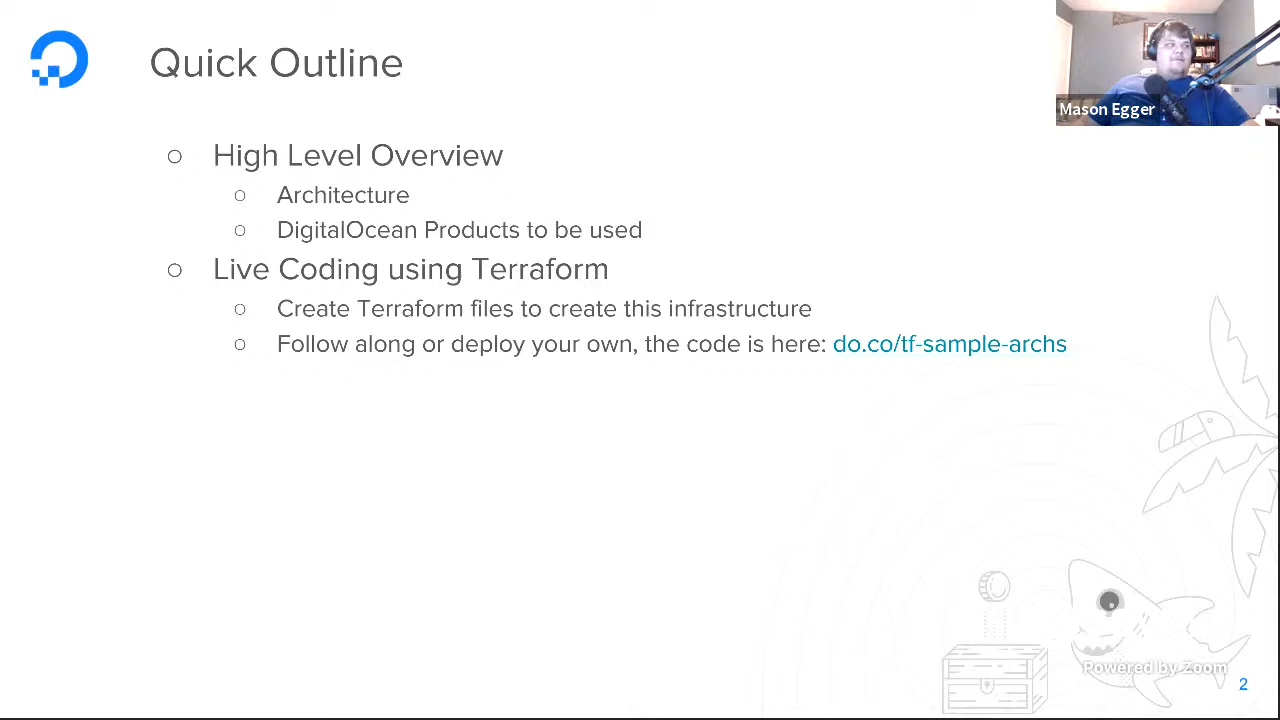 Quick Outline
Mason Egger
High Level Overview
Architecture
DigitalOcean Products to be used
Live Coding using Terraform
Create Terraform files to create this infrastructure
Follow along or deploy your own, the code is here: do.co/tf-sample-archs
Powered by Zoom
2